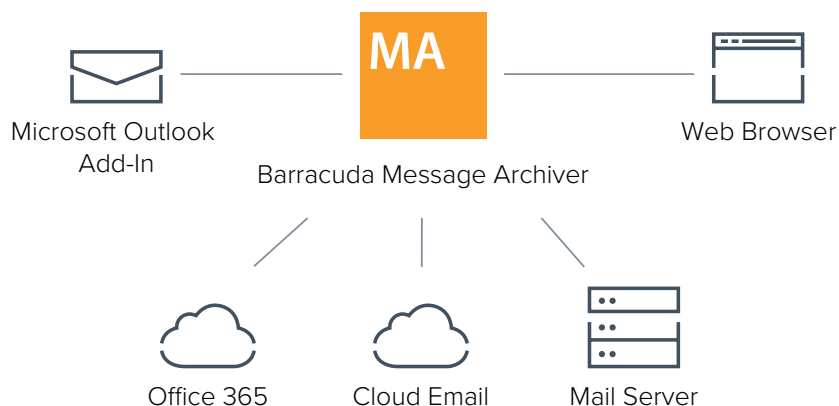 MA
Microsoft Outlook
Add-In
Web Browser
Barracuda Message Archiver
Office 365
Cloud Email
Mail Server